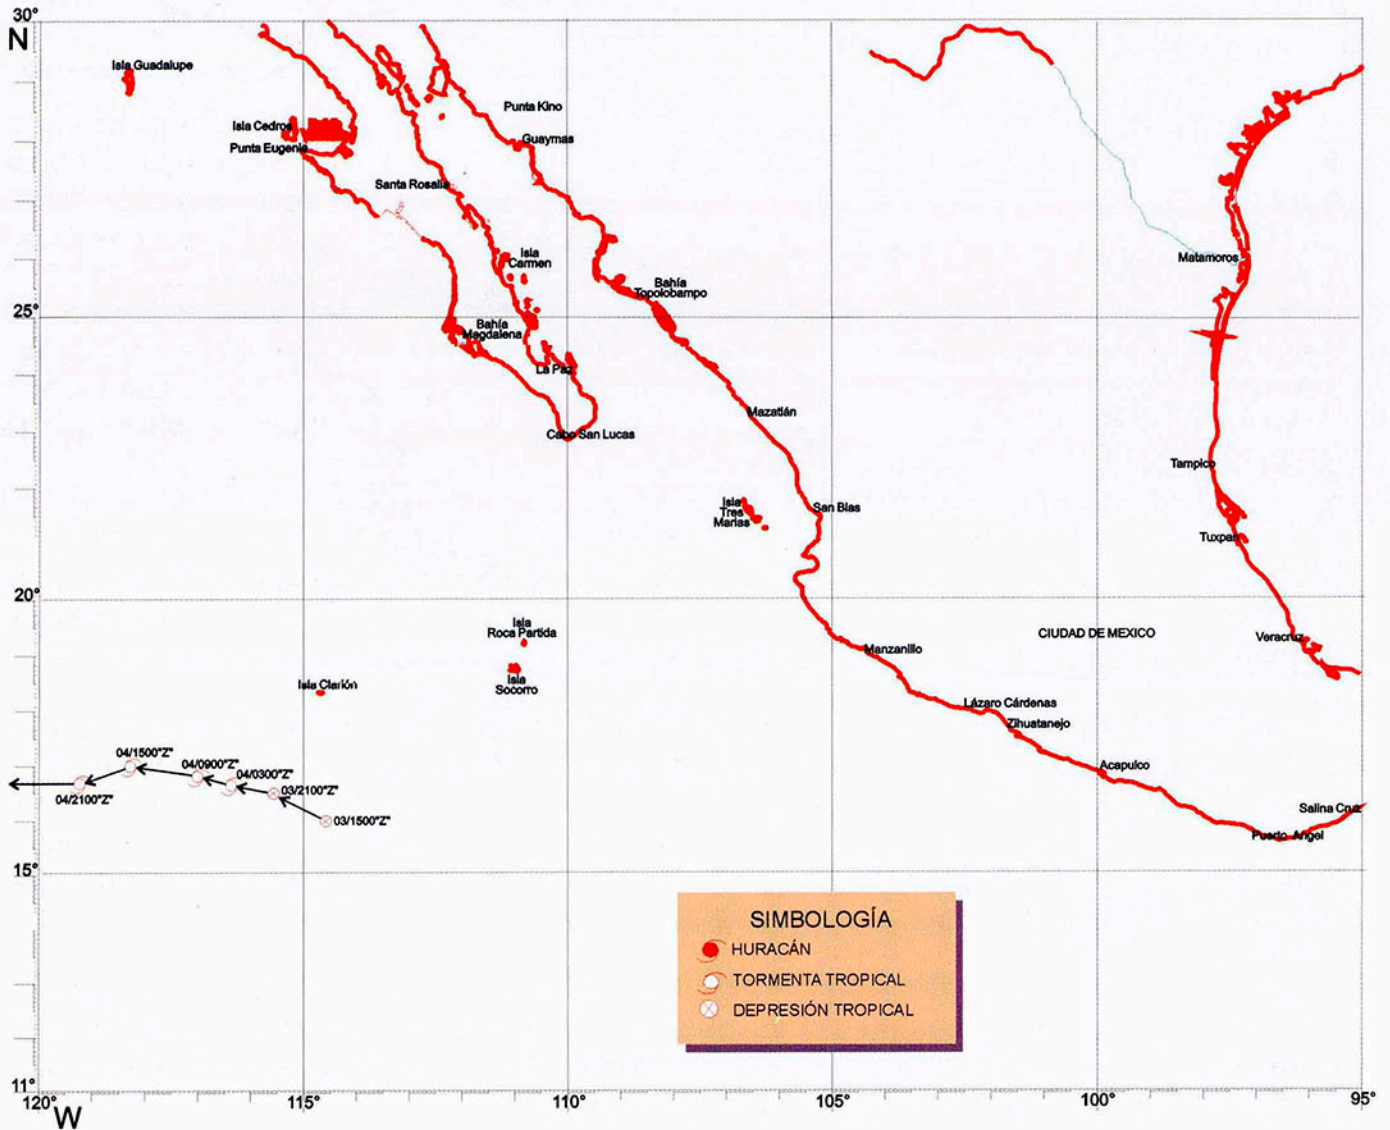 30°
N
Isla Guadalupe
Isla Cedros
Punta Eugenia
Punta Kino
Guaymas
Santa Rosalia
Isla
Carmen
Bahía
Topolobampo
Matamoros
25°
Bahía
Magdalena
La Paz
Cabo San Lucas
Mazatlán
Tampico
Isla
Tres
Marias
San Blas
Tuxpan
20°
Isla
Roca Partida
CIUDAD DE MEXICO
Veracruz
Manzanillo
Isla Clarión
Isla
Socorro
Lázaro Cárdenas
Zihuatanejo
04/1500"Z"
04/0900"Z"
04/0300"Z"
03/2100"Z"
04/2100"Z"
03/1500"Z"
Acapulco
Salina Cruz
Puerto Angel
15°
SIMBOLOGÍA
HURACÁN
TORMENTA TROPICAL
DEPRESIÓN TROPICAL
11°
120°
115°
110°
105°
100°
95°
W